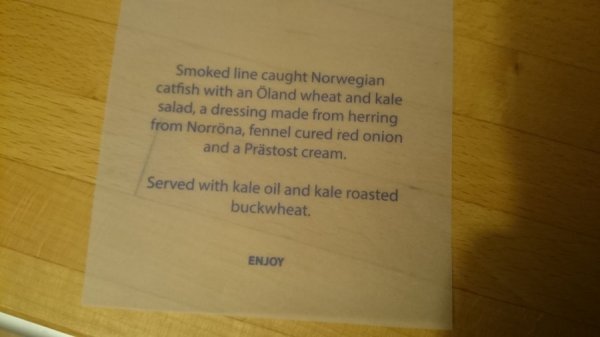 Smoked line caught Norwegian
catfish with an Öland wheat and kale
salad, a dressing made from herring
from Norröna, fennel cured red onion
and a Prästost cream.
Served with kale oil and kale roasted
buckwheat.
ENJOY